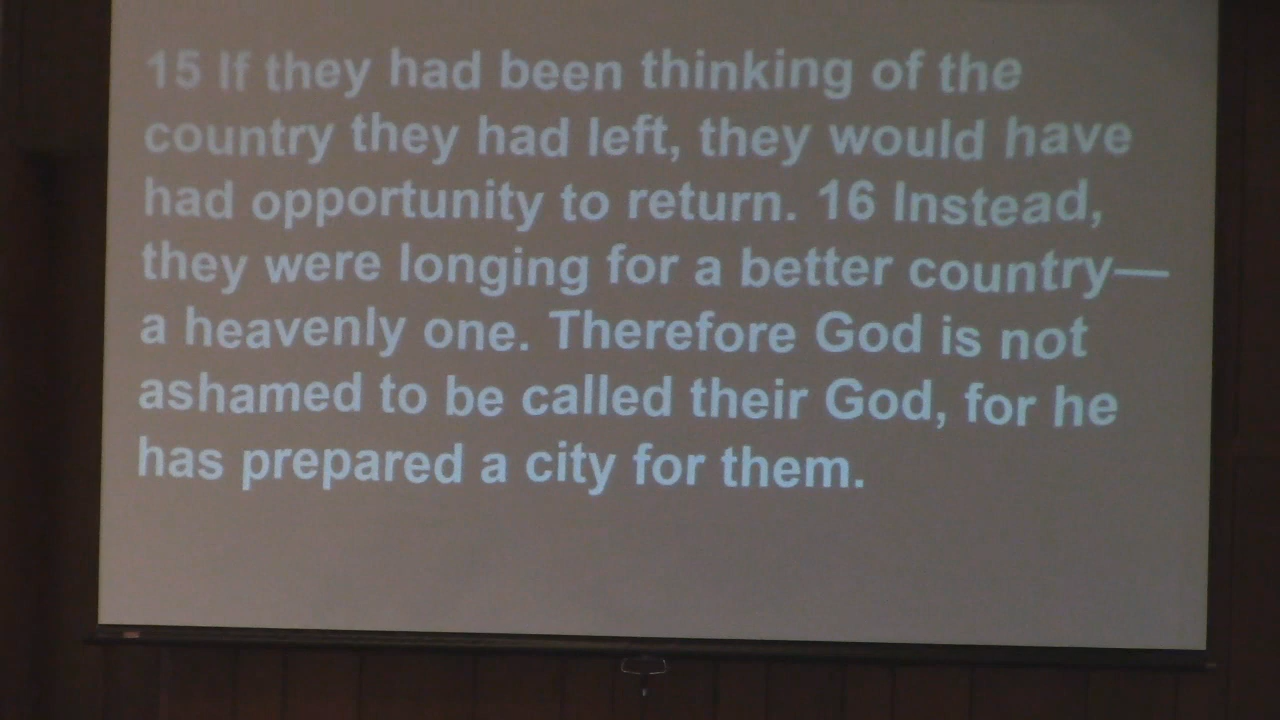 15 If they had been thinking of the
country they had left, they would have
had opportunity to return. 16 Instead,
they were longing for a better country—
a heavenly one. Therefore God is not
ashamed to be called their God, for he
has prepared a city for them.